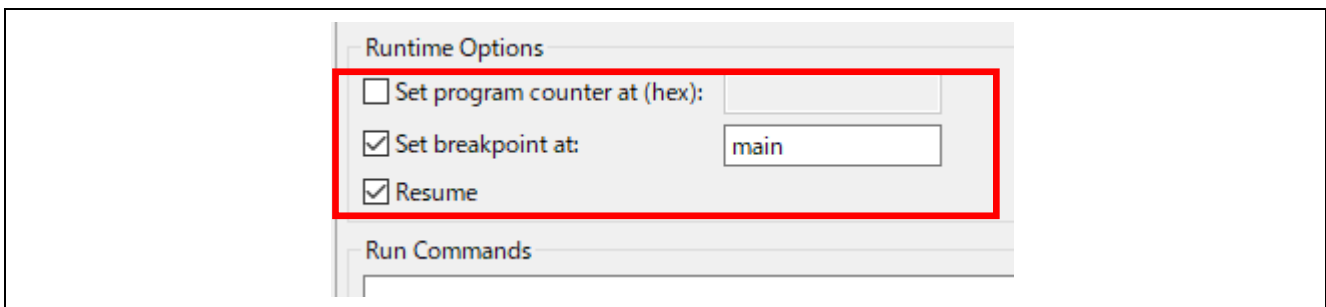 Runtime Options
Set program counter at (hex):
Set breakpoint at: main
Resume
Run Commands